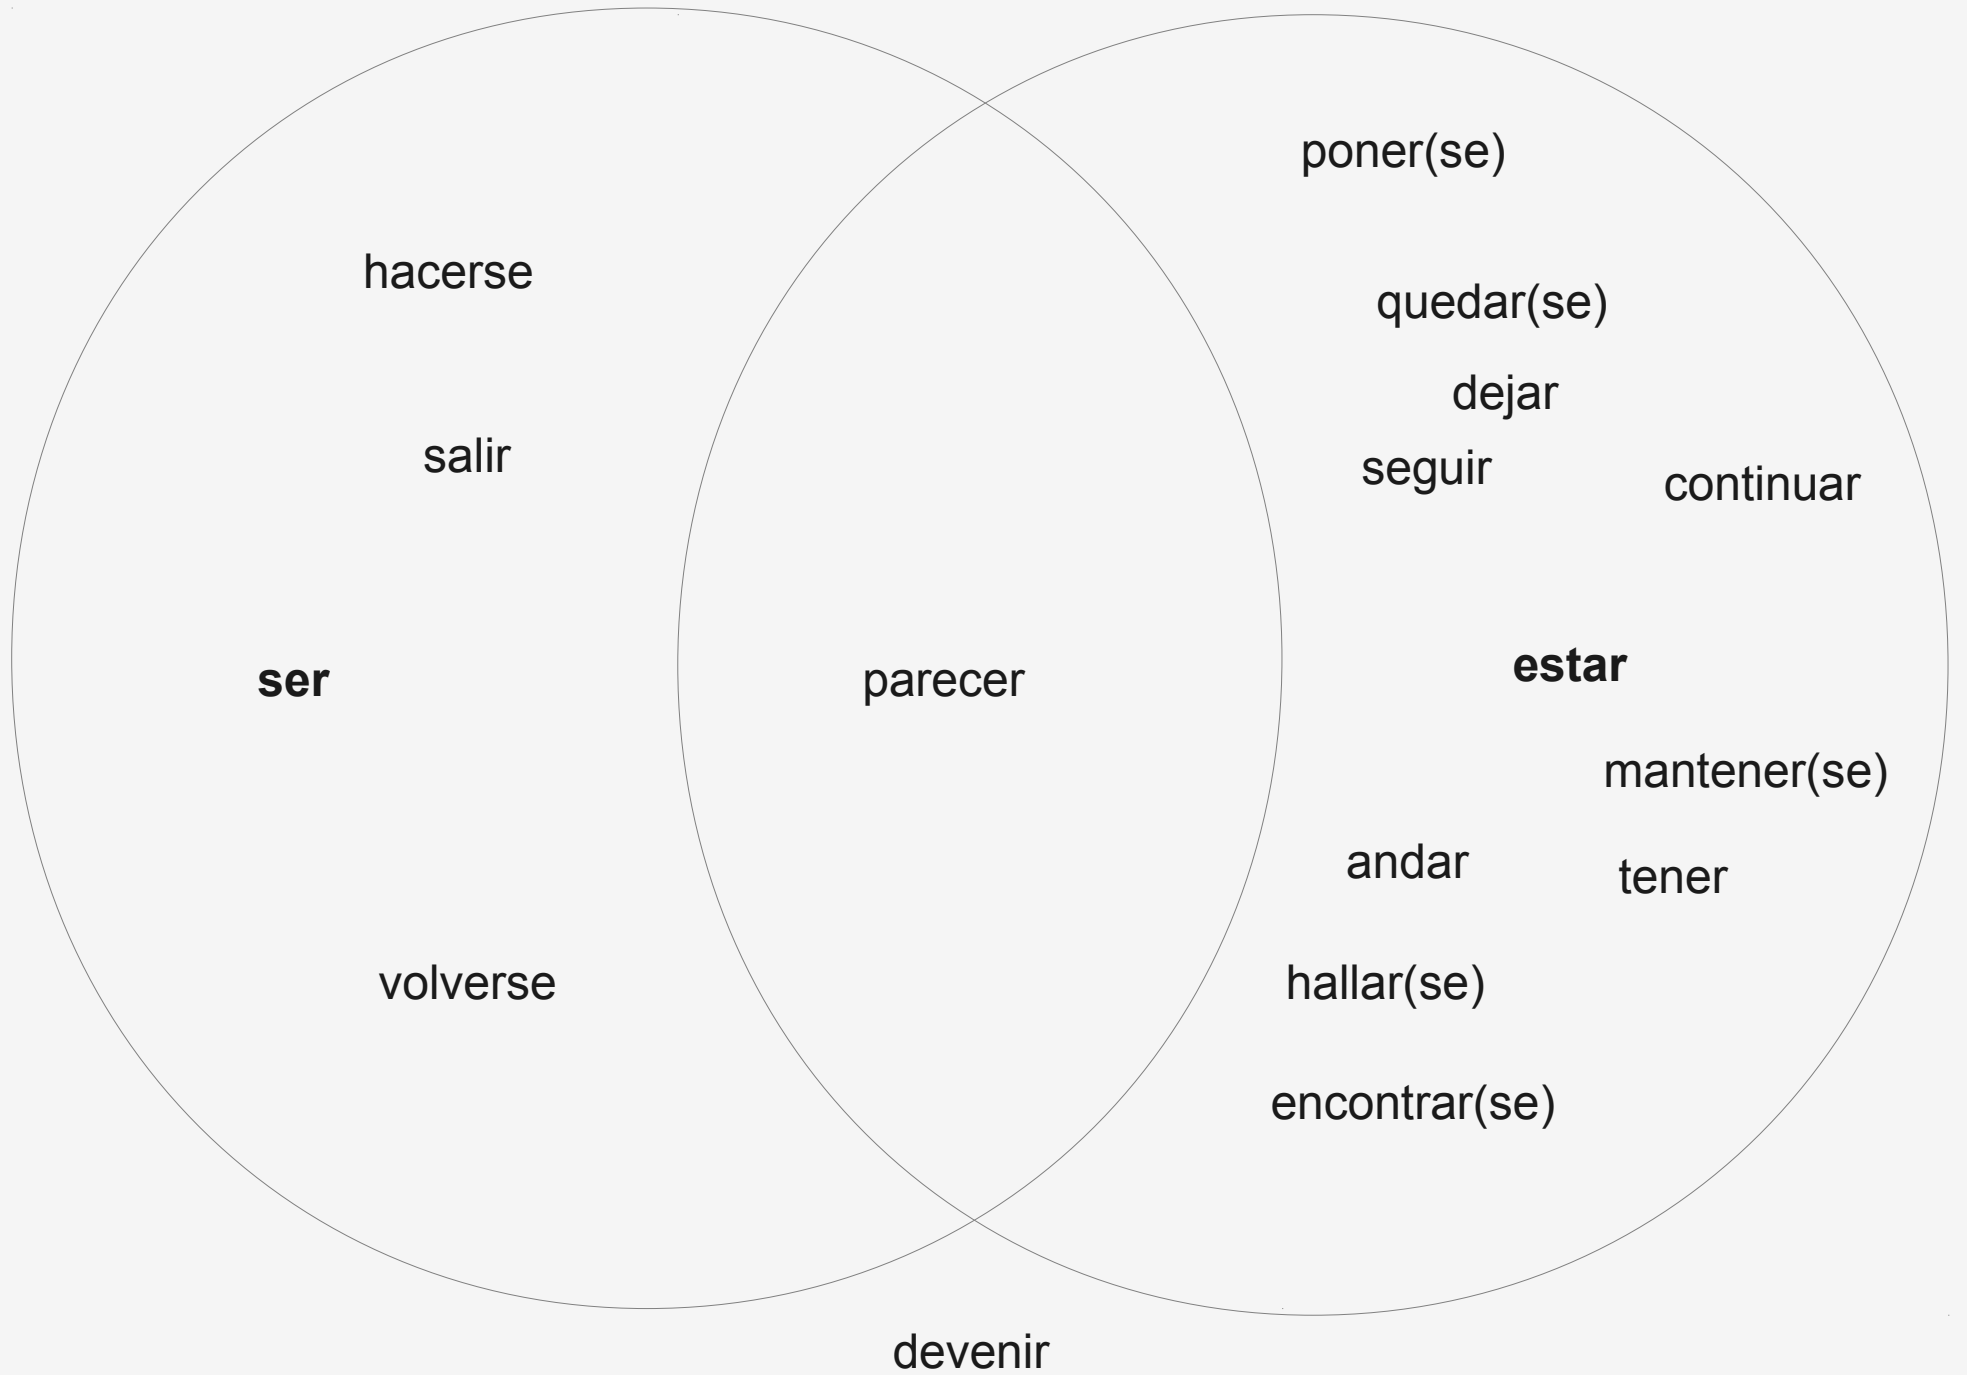 poner(se)
hacerse
quedar(se)
dejar
salir
seguir
continuar
ser
parecer
estar
mantener(se)
andar
tener
volverse
hallar(se)
encontrar(se)
devenir